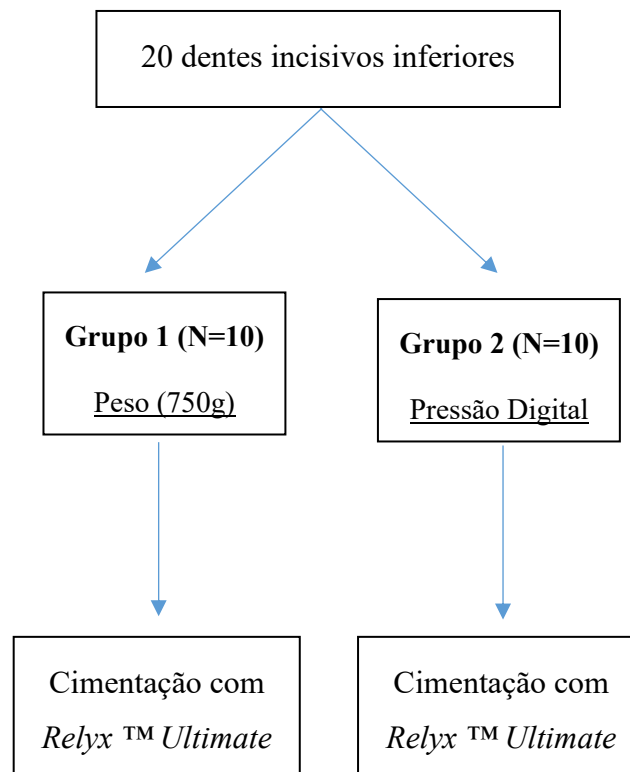 20 dentes incisivos inferiores
Grupo 1 (N=10)
Peso (750g)
Grupo 2 (N=10)
Pressão Digital
Cimentação com
Relyx ™ Ultimate
Cimentação com
Relyx ™ Ultimate